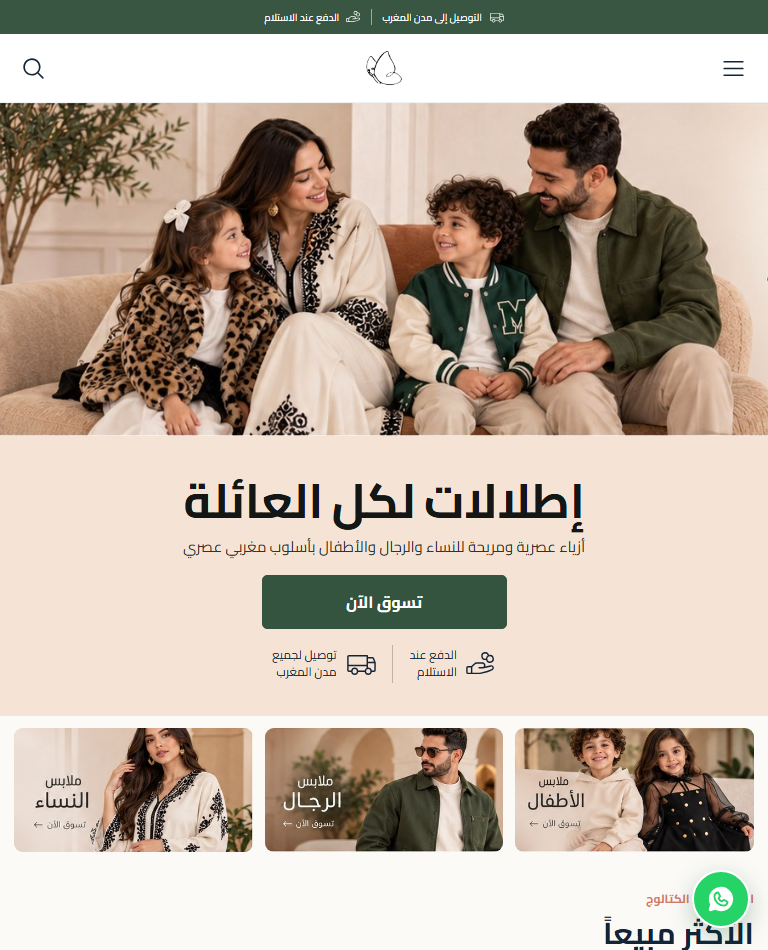 التوصيل إلى مدن المغرب
الدفع عند الاستلام
M
إطلالات لكل العائلة
أزياء عصرية ومريحة للنساء والرجال والأطفال بأسلوب مغربي عصري
تسوق الآن
الدفع عند
الاستلام
توصيل لجميع
مدن المغرب
ملابس
الأطفال
تسوق الآن ←
ملابس
الرجال
تسوق الآن ←
ملابس
النساء
تسوق الآن ←
الكتالوج
الأكثر مبيعاً